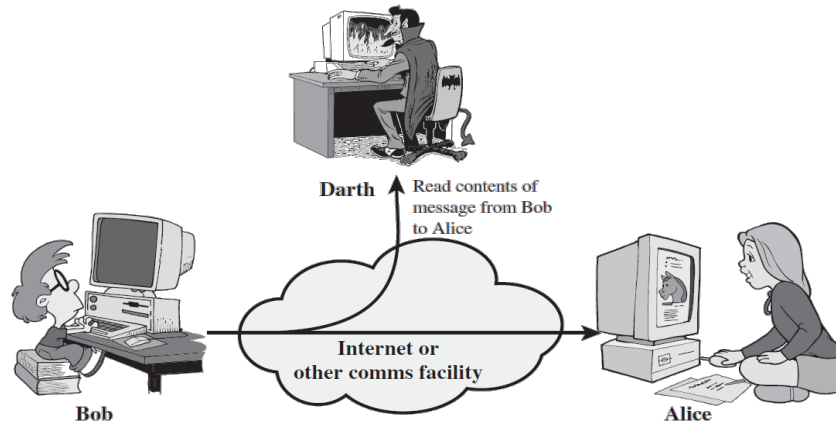 Darth
Read contents of
message from Bob
to Alice
Internet or
other comms facility
Bob
Alice